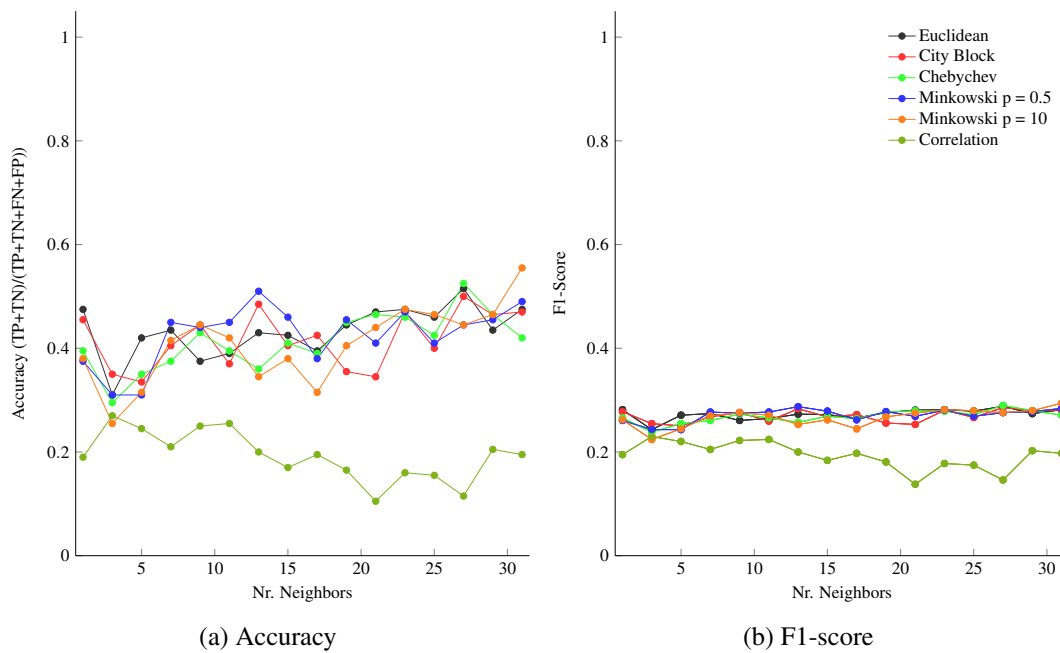 1
0.8
0.6
0.4
0.2
0
5 10 15 20 25 30
Accuracy (TP+TN)/(TP+TN+FN+FP))
Nr. Neighbors
(a) Accuracy
1
0.8
0.6
0.4
0.2
0
5 10 15 20 25 30
F1-Score
Nr. Neighbors
Euclidean
City Block
Chebychev
Minkowski p = 0.5
Minkowski p = 10
Correlation
(b) F1-score